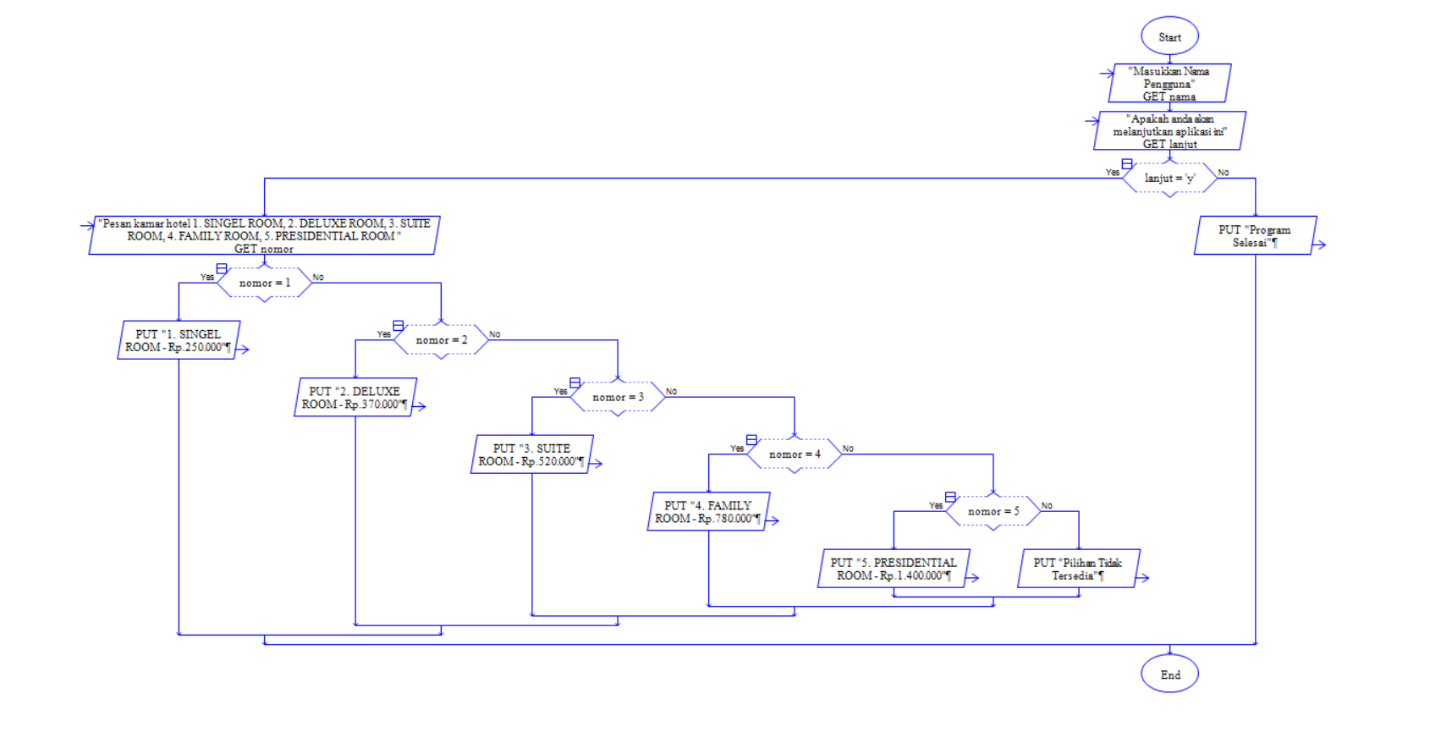 Start
"Masukkan Nama
Pengguna"
GET nama
"Apakah anda akan
melanjutkan aplikasi ini"
GET lanjut
Yes
lanjut = 'y'
No
"Pesan kamar hotel 1. SINGEL ROOM, 2. DELUXE ROOM, 3. SUITE
ROOM, 4. FAMILY ROOM, 5. PRESIDENTIAL ROOM "
GET nomor
PUT "Program
Selesai"¶
Yes
nomor = 1
No
PUT "1. SINGEL
ROOM - Rp.250.000"¶
Yes
nomor = 2
No
PUT "2. DELUXE
ROOM - Rp.370.000"¶
Yes
nomor = 3
No
PUT "3. SUITE
ROOM - Rp.520.000"¶
Yes
nomor = 4
No
PUT "4. FAMILY
ROOM - Rp.780.000"¶
Yes
nomor = 5
No
PUT "5. PRESIDENTIAL
ROOM - Rp.1.400.000"¶
PUT "Pilihan Tidak
Tersedia"¶
End